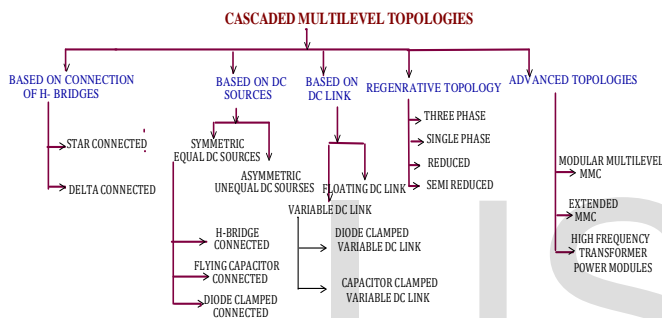 CASCADED MULTILEVEL TOPOLOGIES
BASED ON CONNECTION
OF H- BRIDGES
STAR CONNECTED
DELTA CONNECTED
BASED ON DC
SOURCES
SYMMETRIC
EQUAL DC SOURCES
ASYMMETRIC
UNEQUAL DC SOURSES
H-BRIDGE
CONNECTED
FLYING CAPACITOR
CONNECTED
DIODE CLAMPED
CONNECTED
BASED ON
DC LINK
FLOATING DC LINK
VARIABLE DC LINK
DIODE CLAMPED
VARIABLE DC LINK
CAPACITOR CLAMPED
VARIABLE DC LINK
REGENRATIVE TOPOLOGY
THREE PHASE
SINGLE PHASE
REDUCED
SEMI REDUCED
ADVANCED TOPOLOGIES
MODULAR MULTILEVEL
MMC
EXTENDED
MMC
HIGH FREQUENCY
TRANSFORMER
POWER MODULES
IS